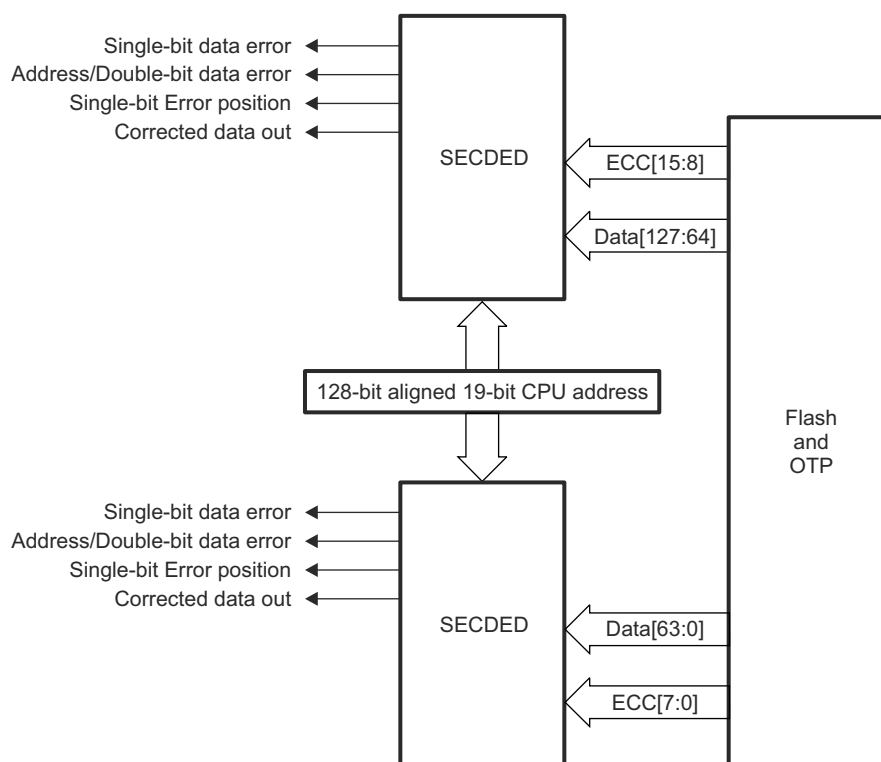 Single-bit data error
Address/Double-bit data error
Single-bit Error position
Corrected data out
SECDED
ECC[15:8]
Data[127:64]
128-bit aligned 19-bit CPU address
Flash
and
OTP
Single-bit data error
Address/Double-bit data error
Single-bit Error position
Corrected data out
SECDED
Data[63:0]
ECC[7:0]